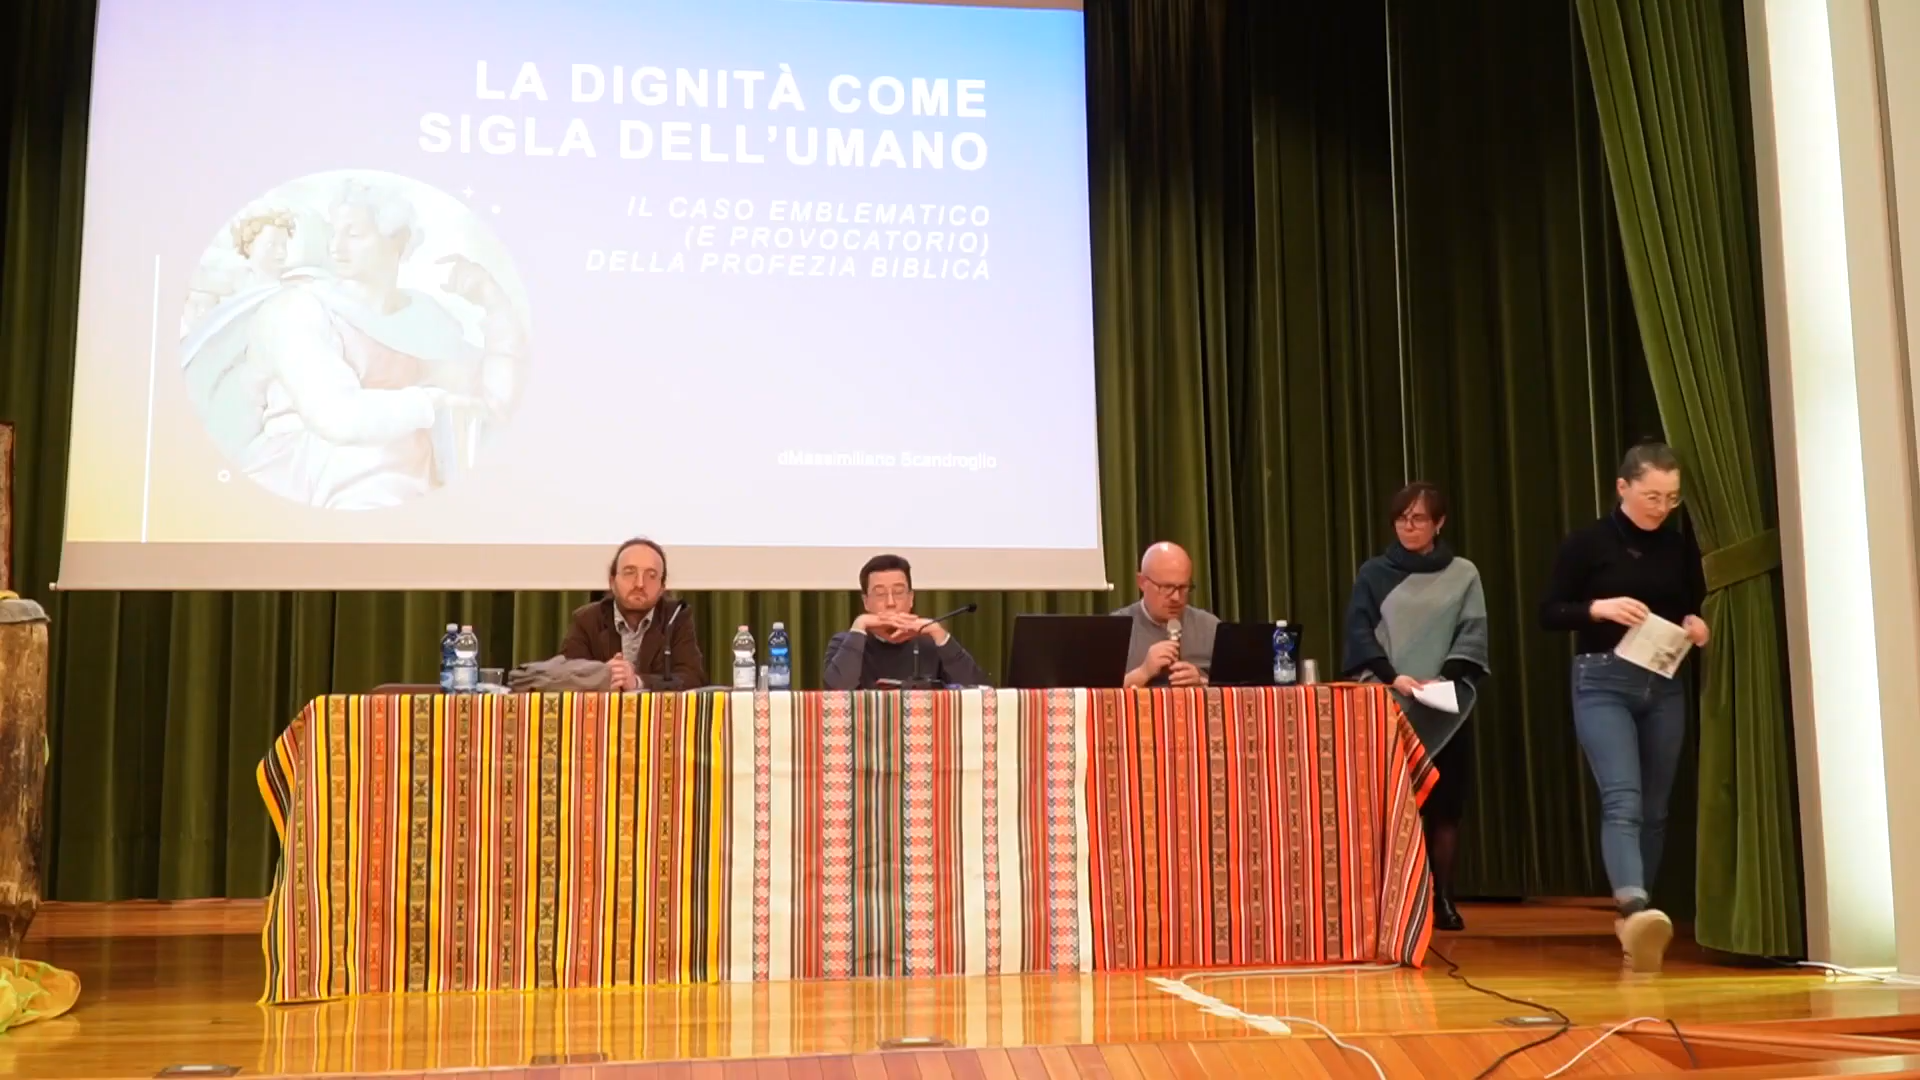 LA DIGNITÀ COME
SIGLA DELL'UMANO
IL CASO EMBLEMATICO
(E PROVOCATORIO)
DELLA PROFEZIA BIBLICA
dMassimiliano Scandroglio